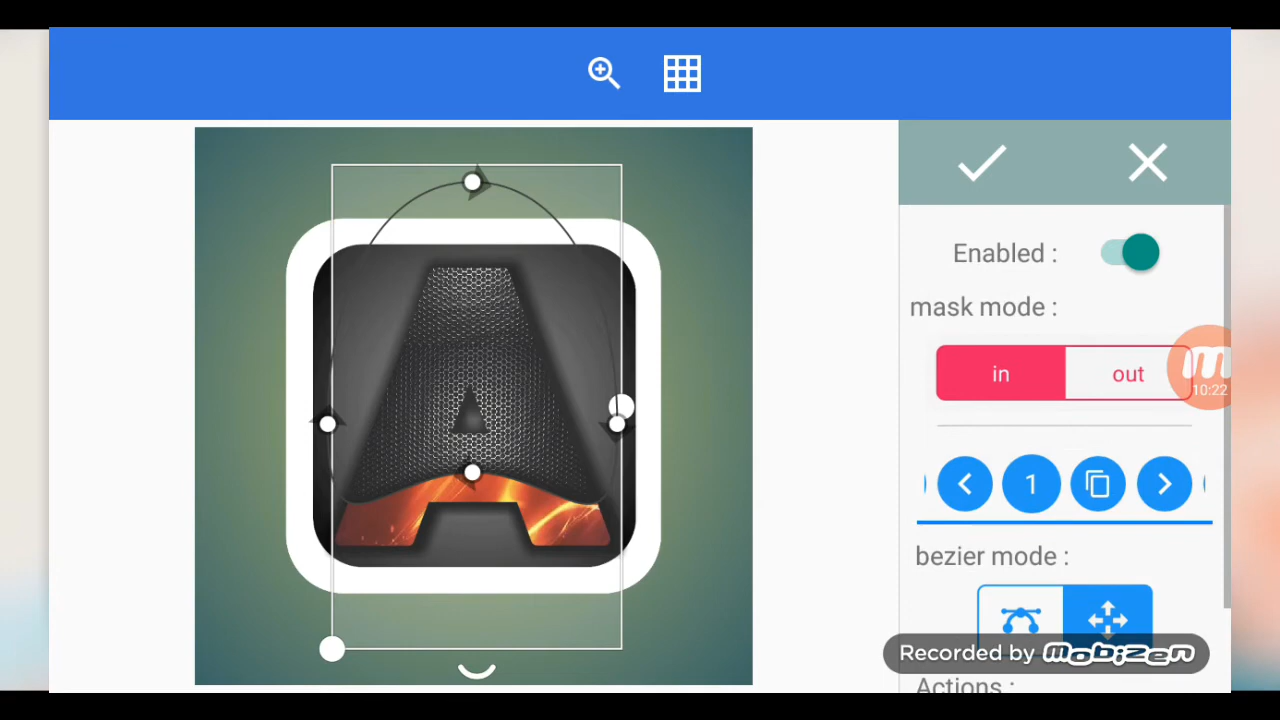 A
Enabled :
mask mode :
in
out
10:22
1
bezier mode :
Recorded by mobizen
Actions :